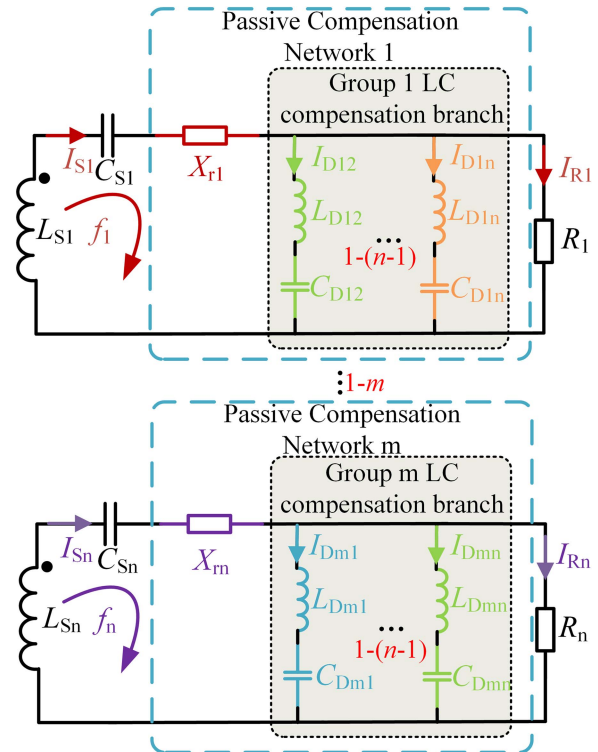 Passive Compensation
Network 1
Group 1 LC
compensation branch
I_S1
C_S1
X_r1
I_D12
I_D1n
I_R1
L_S1
f_1
L_D12
L_D1n
R_1
...
1-(n-1)
C_D12
C_D1n
1-m
Passive Compensation
Network m
Group m LC
compensation branch
I_Sn
C_Sn
X_rn
I_Dm1
I_Dmn
I_Rn
L_Sn
f_n
L_Dm1
L_Dmn
R_n
...
1-(n-1)
C_Dm1
C_Dmn